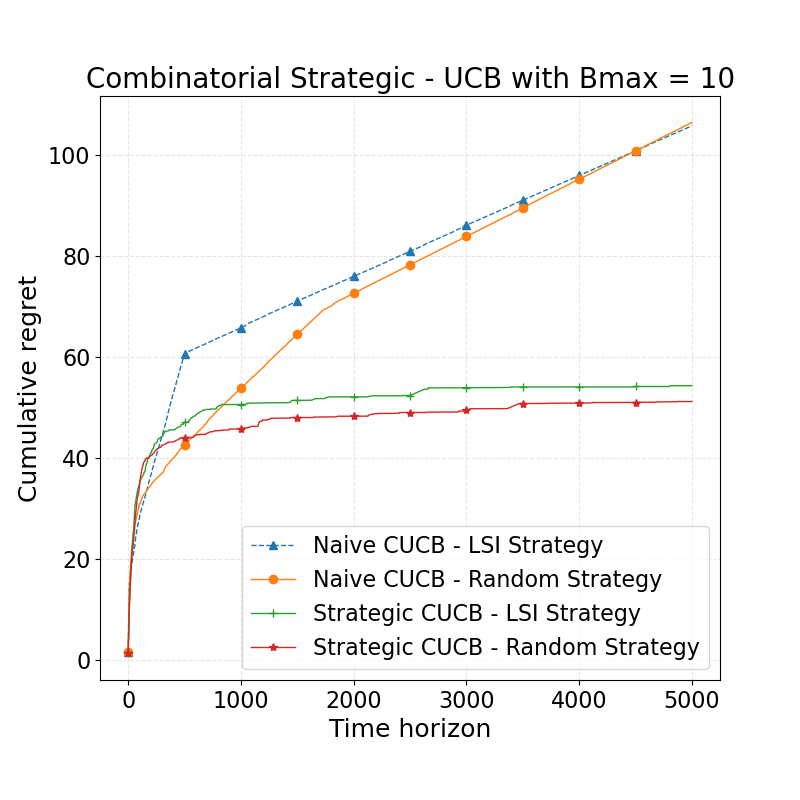 Combinatorial Strategic - UCB with Bmax = 10
Cumulative regret
100
80
60
40
20
0
Naive CUCB - LSI Strategy
Naive CUCB - Random Strategy
Strategic CUCB - LSI Strategy
Strategic CUCB - Random Strategy
0 1000 2000 3000 4000 5000
Time horizon